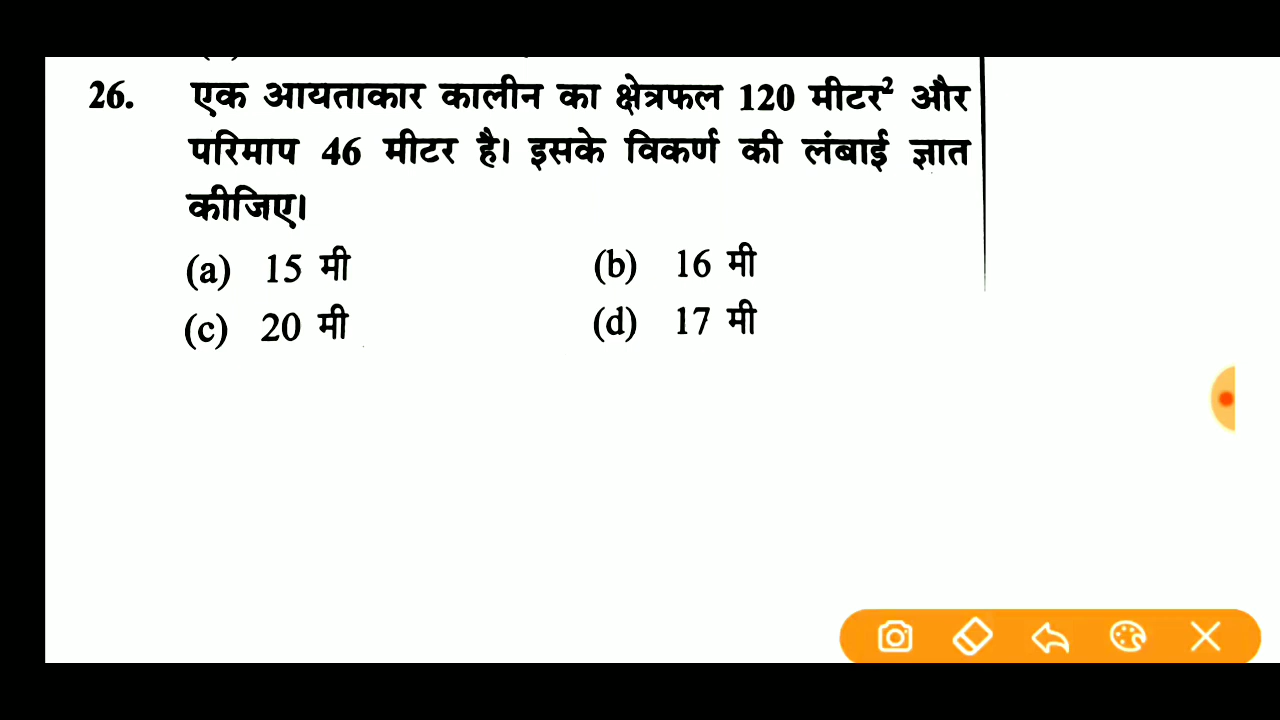 26. एक आयताकार कालीन का क्षेत्रफल 120 मीटर² और
परिमाप 46 मीटर है। इसके विकर्ण की लंबाई ज्ञात
कीजिए।
(a) 15 मी (b) 16 मी
(c) 20 मी (d) 17 मी